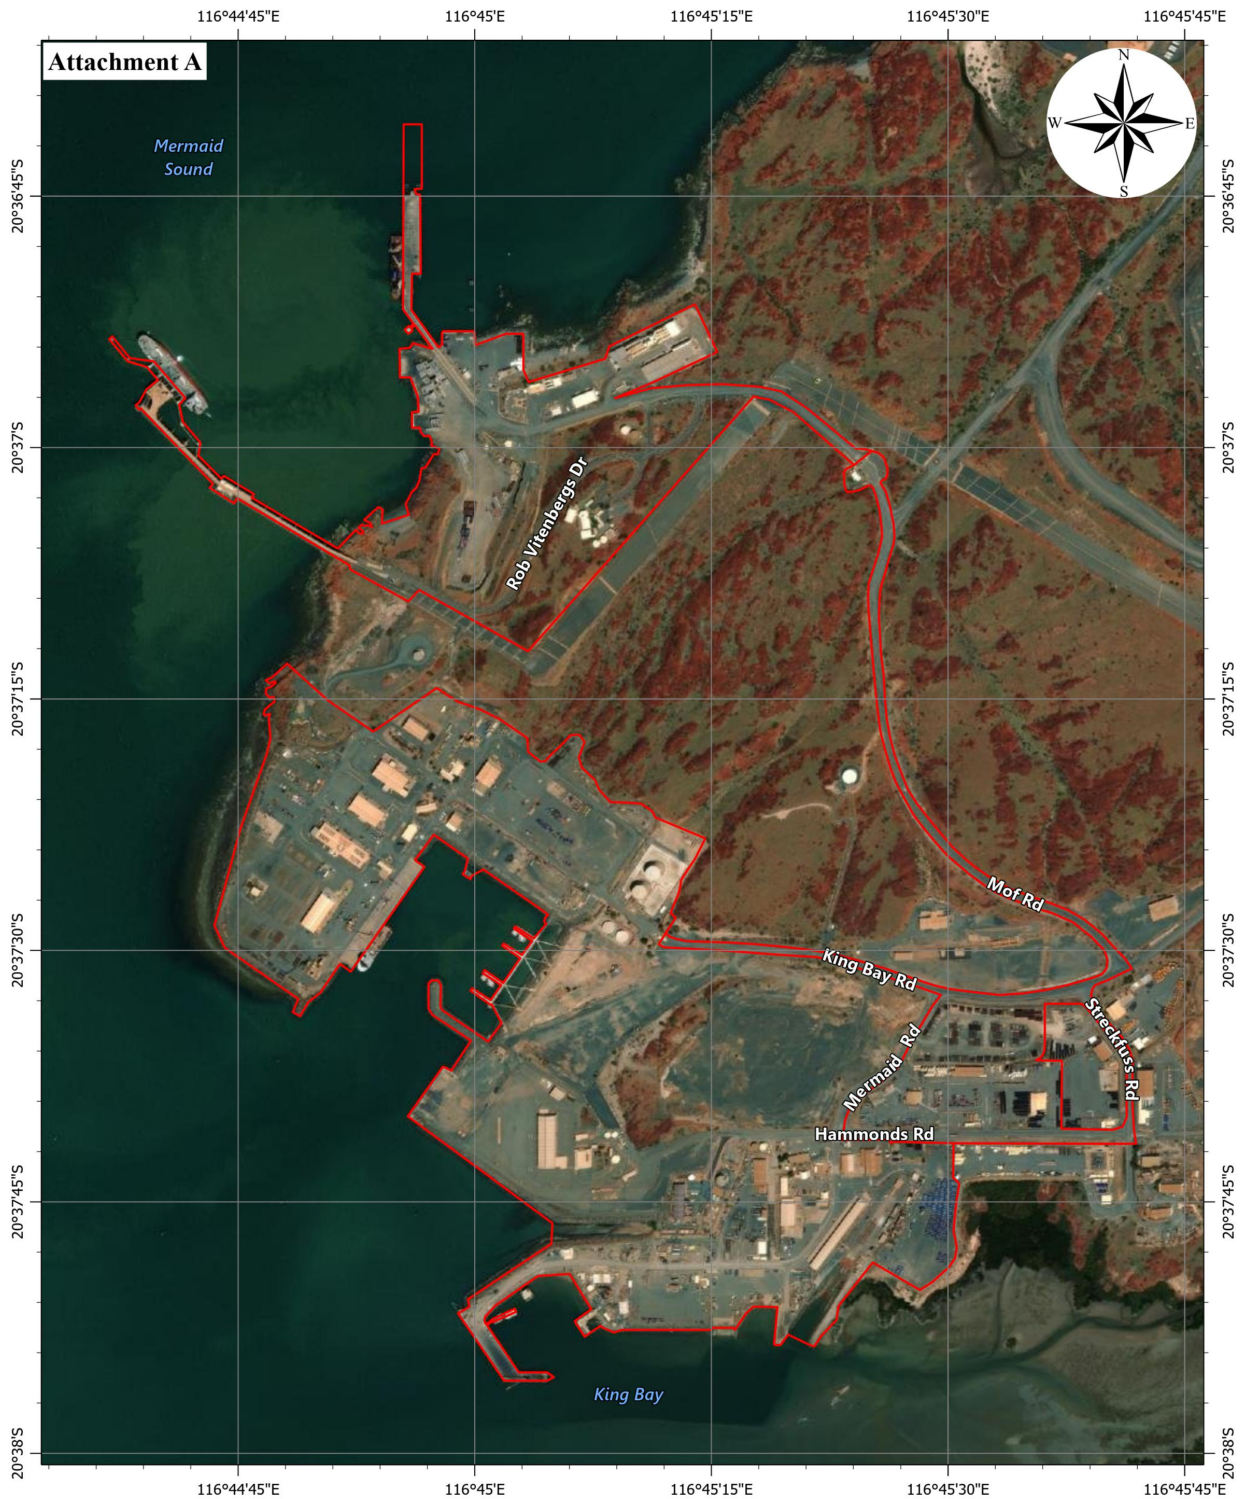 116°44'45"E 116°45'E 116°45'15"E 116°45'30"E 116°45'45"E
Attachment A
N
W E
S
Mermaid
Sound
20°36'45"S 20°36'45"S
20°37'S 20°37'S
Rob Vitenbergs Dr
20°37'15"S 20°37'15"S
Mof Rd
20°37'30"S 20°37'30"S
King Bay Rd
Streckfuss Rd
Mermaid Rd
Hammonds Rd
20°37'45"S 20°37'45"S
King Bay
20°38'S 20°38'S
116°44'45"E 116°45'E 116°45'15"E 116°45'30"E 116°45'45"E